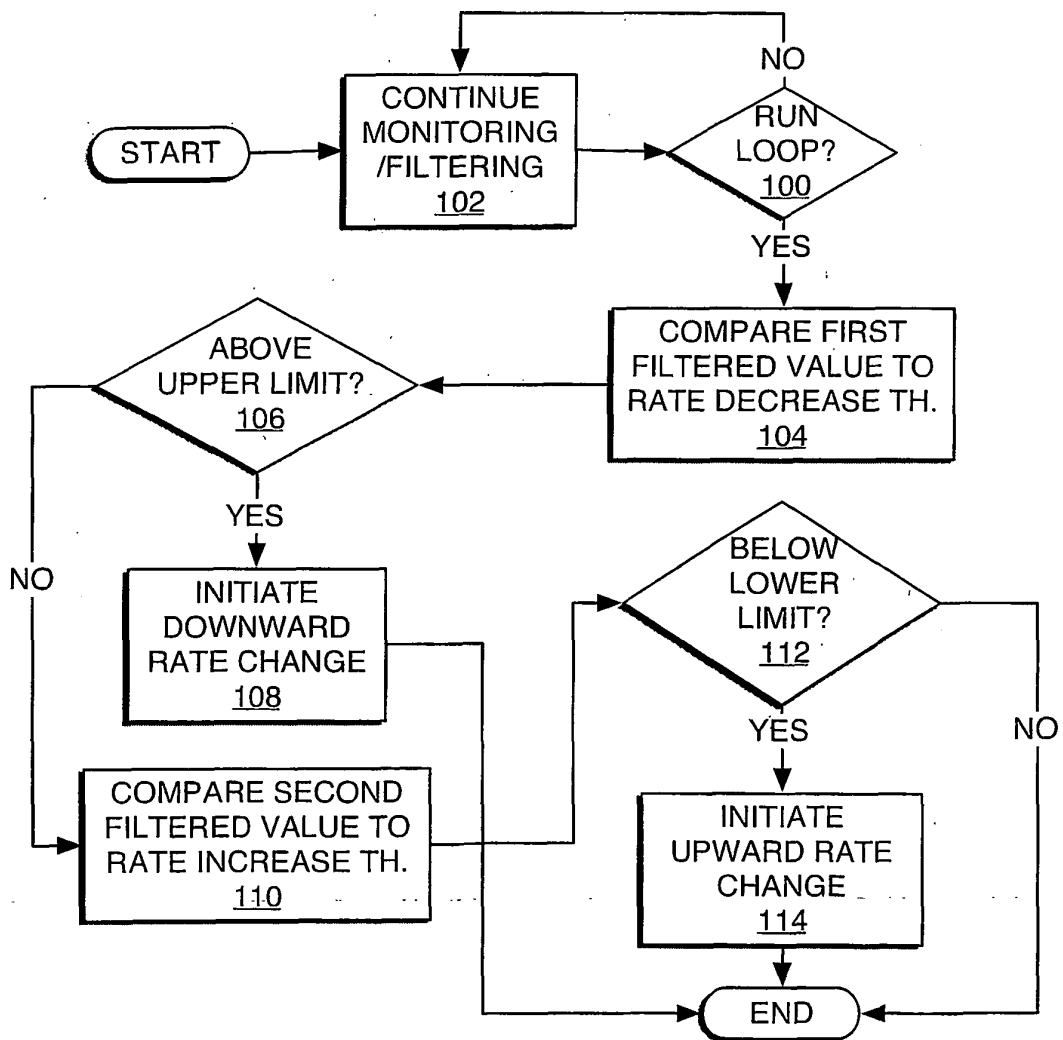 START
CONTINUE
MONITORING
/FILTERING
102
NO
RUN
LOOP?
100
YES
COMPARE FIRST
FILTERED VALUE TO
RATE DECREASE TH.
104
ABOVE
UPPER LIMIT?
106
YES
NO
INITIATE
DOWNWARD
RATE CHANGE
108
COMPARE SECOND
FILTERED VALUE TO
RATE INCREASE TH.
110
BELOW
LOWER
LIMIT?
112
YES
NO
INITIATE
UPWARD RATE
CHANGE
114
END